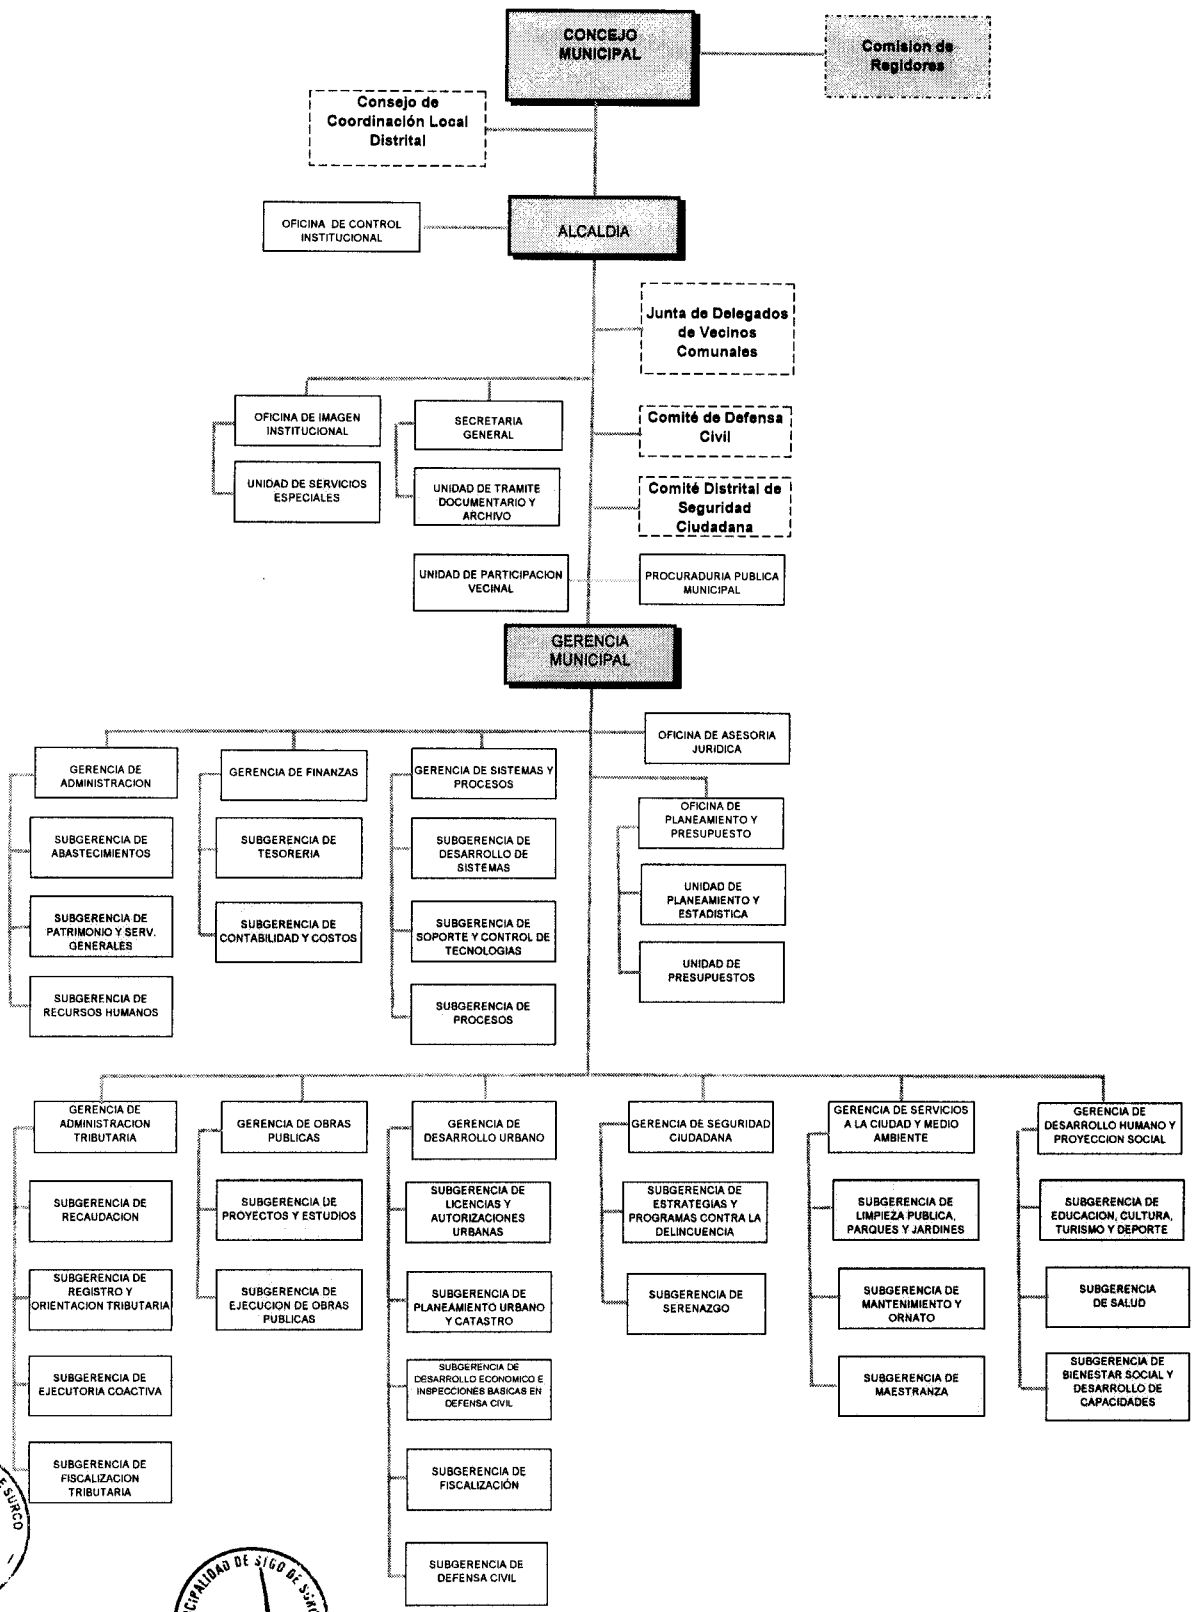 CONCEJO
MUNICIPAL
Comision de
Regidores
Consejo de
Coordinación Local
Distrital
OFICINA DE CONTROL
INSTITUCIONAL
ALCALDIA
Junta de Delegados
de Vecinos
Comunales
OFICINA DE IMAGEN
INSTITUCIONAL
SECRETARIA
GENERAL
Comité de Defensa
Civil
UNIDAD DE SERVICIOS
ESPECIALES
UNIDAD DE TRAMITE
DOCUMENTARIO Y
ARCHIVO
Comité Distrital de
Seguridad
Ciudadana
UNIDAD DE PARTICIPACION
VECINAL
PROCURADURIA PUBLICA
MUNICIPAL
GERENCIA
MUNICIPAL
OFICINA DE ASESORIA
JURIDICA
GERENCIA DE
ADMINISTRACION
GERENCIA DE FINANZAS
GERENCIA DE SISTEMAS Y
PROCESOS
OFICINA DE
PLANEAMIENTO Y
PRESUPUESTO
SUBGERENCIA DE
ABASTECIMIENTOS
SUBGERENCIA DE
TESORERIA
SUBGERENCIA DE
DESARROLLO DE
SISTEMAS
UNIDAD DE
PLANEAMIENTO Y
ESTADISTICA
SUBGERENCIA DE
PATRIMONIO Y SERV.
GENERALES
SUBGERENCIA DE
CONTABILIDAD Y COSTOS
SUBGERENCIA DE
SOPORTE Y CONTROL DE
TECNOLOGIAS
UNIDAD DE
PRESUPUESTOS
SUBGERENCIA DE
RECURSOS HUMANOS
SUBGERENCIA DE
PROCESOS
GERENCIA DE
ADMINISTRACION
TRIBUTARIA
GERENCIA DE OBRAS
PUBLICAS
GERENCIA DE
DESARROLLO URBANO
GERENCIA DE SEGURIDAD
CIUDADANA
GERENCIA DE SERVICIOS
A LA CIUDAD Y MEDIO
AMBIENTE
GERENCIA DE
DESARROLLO HUMANO Y
PROYECCION SOCIAL
SUBGERENCIA DE
RECAUDACION
SUBGERENCIA DE
PROYECTOS Y ESTUDIOS
SUBGERENCIA DE
LICENCIAS Y
AUTORIZACIONES
URBANAS
SUBGERENCIA DE
ESTRATEGIAS Y
PROGRAMAS CONTRA LA
DELINCUENCIA
SUBGERENCIA DE
LIMPIEZA PUBLICA,
PARQUES Y JARDINES
SUBGERENCIA DE
EDUCACION, CULTURA,
TURISMO Y DEPORTE
SUBGERENCIA DE
REGISTRO Y
ORIENTACION TRIBUTARIA
SUBGERENCIA DE
EJECUCION DE OBRAS
PUBLICAS
SUBGERENCIA DE
PLANEAMIENTO URBANO
Y CATASTRO
SUBGERENCIA DE
SERENAZGO
SUBGERENCIA DE
MANTENIMIENTO Y
ORNATO
SUBGERENCIA
DE SALUD
SUBGERENCIA DE
EJECUTORIA COACTIVA
SUBGERENCIA DE
DESARROLLO ECONOMICO E
INSPECCIONES BASICAS EN
DEFENSA CIVIL
SUBGERENCIA DE
MAESTRANZA
SUBGERENCIA DE
BIENESTAR SOCIAL Y
DESARROLLO DE
CAPACIDADES
SUBGERENCIA DE
FISCALIZACION
TRIBUTARIA
SUBGERENCIA DE
FISCALIZACIÓN
SUBGERENCIA DE
DEFENSA CIVIL
E SURCO
CIPALIDAD DE STGO DE SURC